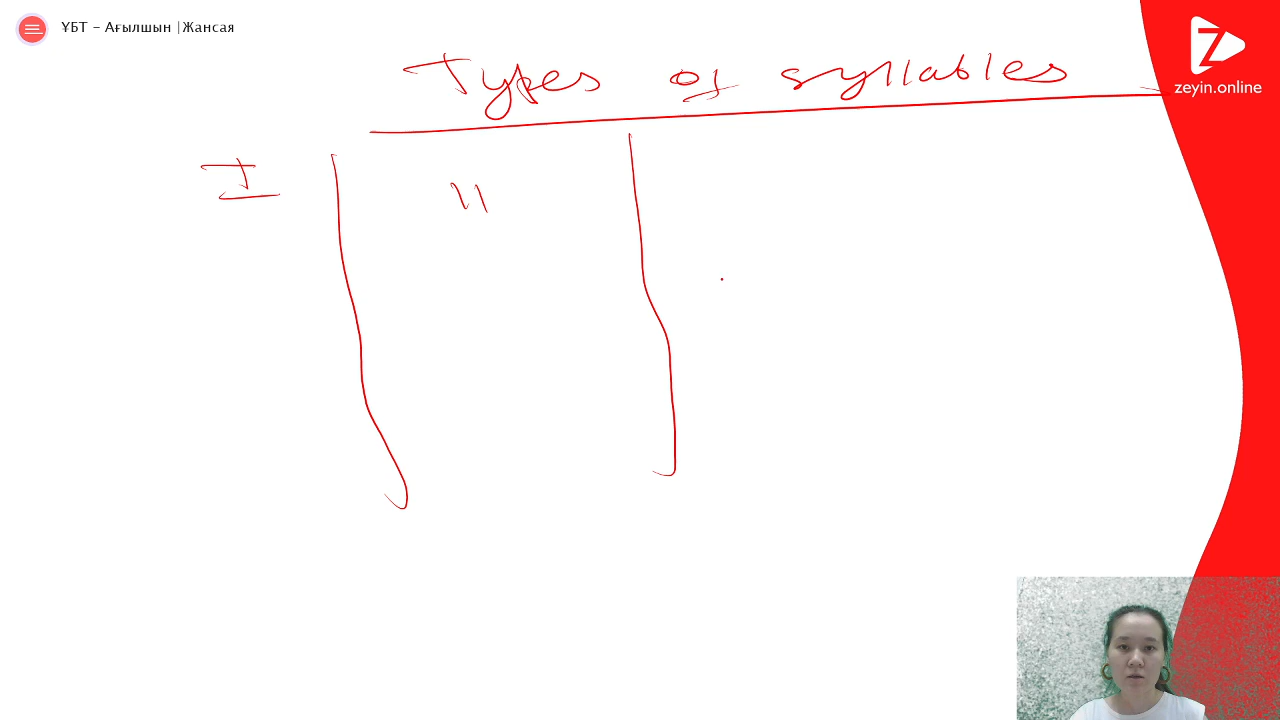 ҰБТ – Ағылшын |Жансая
Types of syllables
zeyin.online
I
II